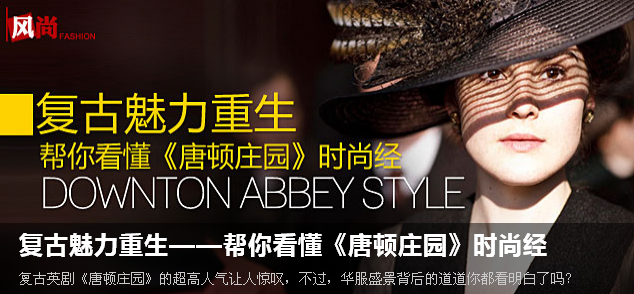 风尚
FASHION
复古魅力重生
帮你看懂《唐顿庄园》时尚经
DOWNTON ABBEY STYLE
复古魅力重生——帮你看懂《唐顿庄园》时尚经
复古英剧《唐顿庄园》的超高人气让人惊叹，不过，华服盛景背后的道道你都看明白了吗？